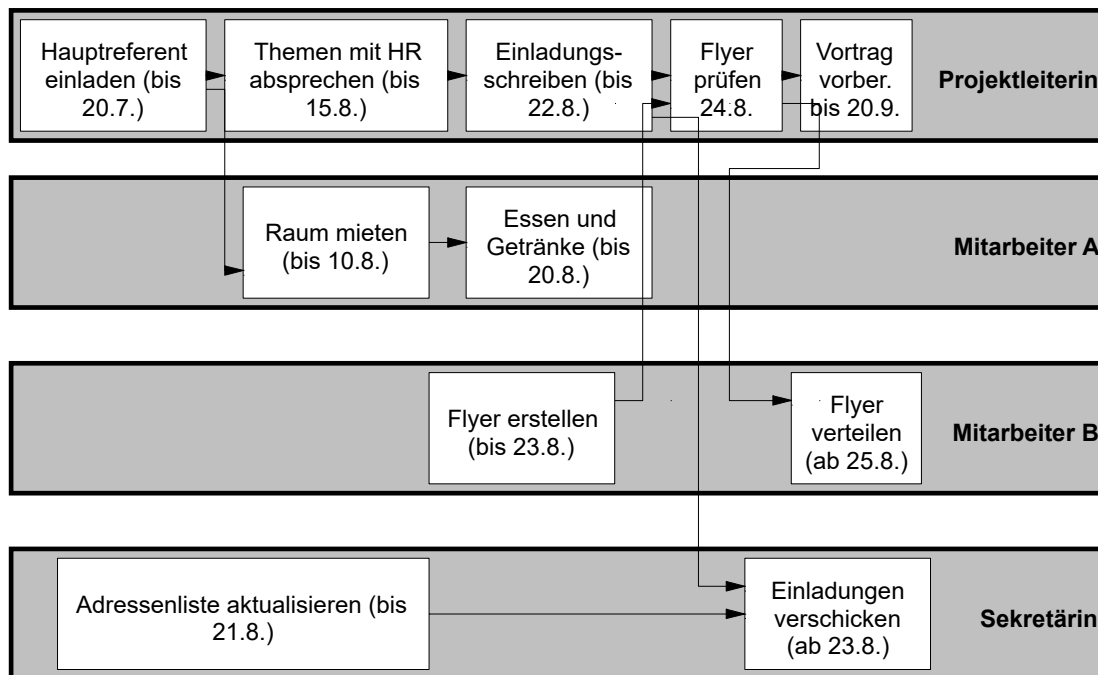 Hauptreferent
einladen (bis
20.7.)
Themen mit HR
absprechen (bis
15.8.)
Einladungs-
schreiben (bis
22.8.)
Flyer
prüfen
24.8.
Vortrag
vorber.
bis 20.9.
Projektleiterin
Raum mieten
(bis 10.8.)
Essen und
Getränke (bis
20.8.)
Mitarbeiter A
Flyer erstellen
(bis 23.8.)
Flyer
verteilen
(ab 25.8.)
Mitarbeiter B
Adressenliste aktualisieren (bis
21.8.)
Einladungen
verschicken
(ab 23.8.)
Sekretärin